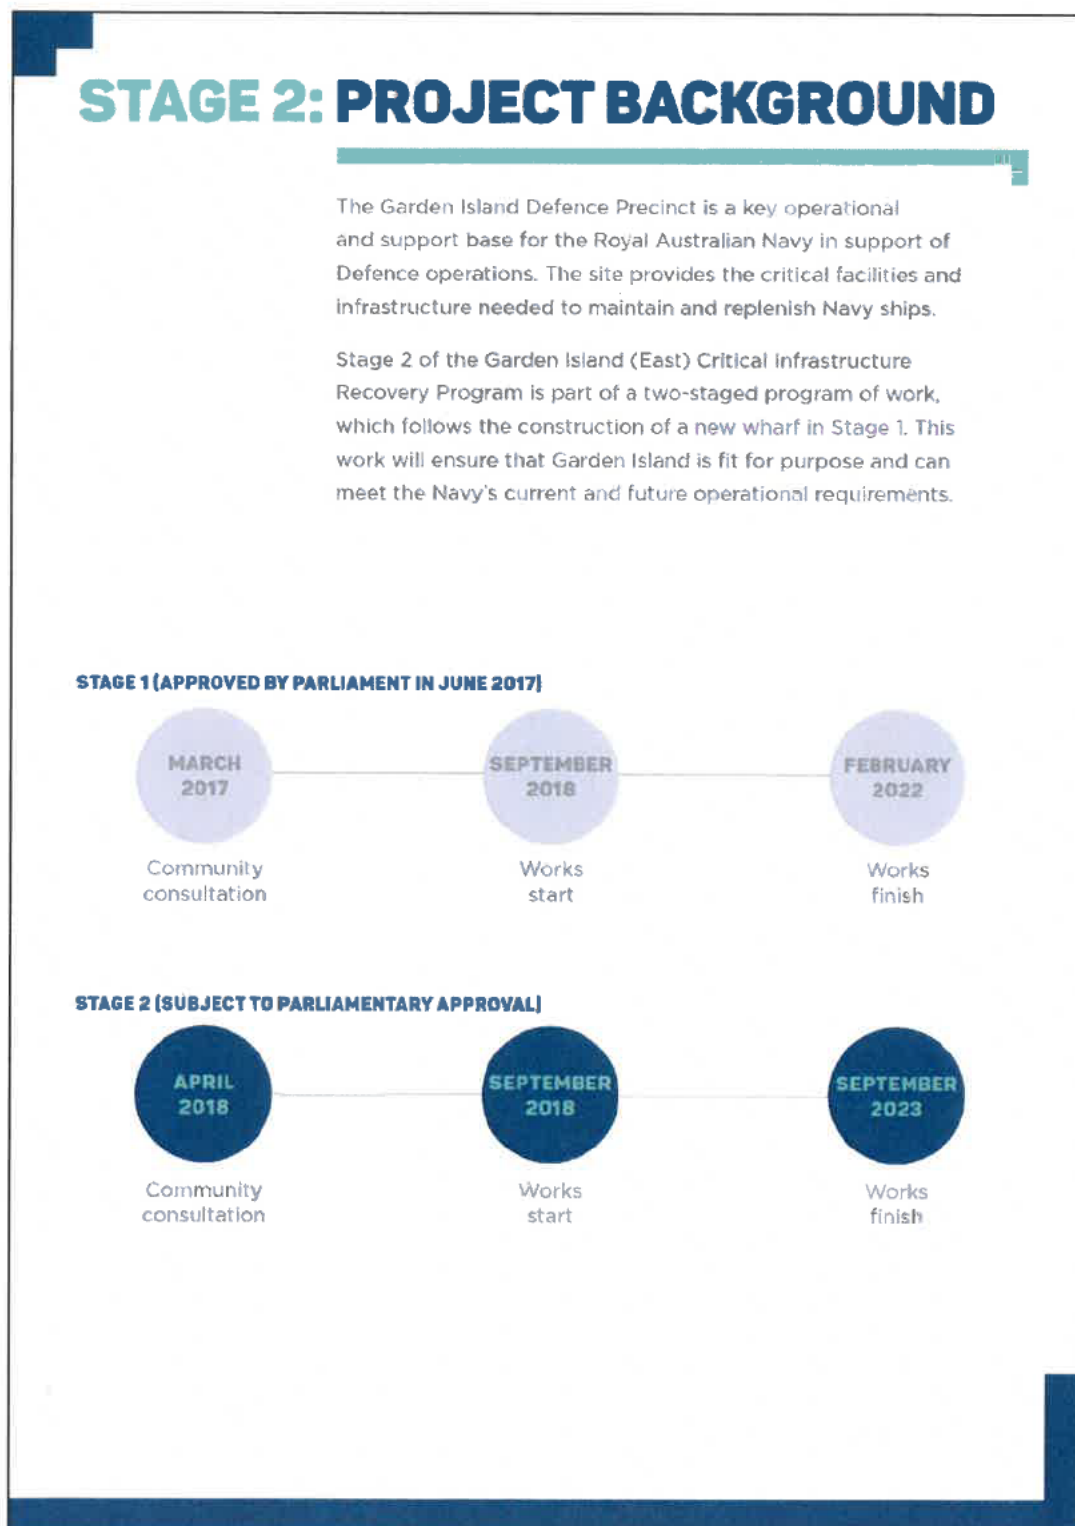 STAGE 2: PROJECT BACKGROUND
The Garden Island Defence Precinct is a key operational
and support base for the Royal Australian Navy in support of
Defence operations. The site provides the critical facilities and
infrastructure needed to maintain and replenish Navy ships.
Stage 2 of the Garden Island (East) Critical Infrastructure
Recovery Program is part of a two-staged program of work,
which follows the construction of a new wharf in Stage 1. This
work will ensure that Garden Island is fit for purpose and can
meet the Navy's current and future operational requirements.
STAGE 1 (APPROVED BY PARLIAMENT IN JUNE 2017)
MARCH
2017
Community
consultation
SEPTEMBER
2018
Works
start
FEBRUARY
2022
Works
finish
STAGE 2 (SUBJECT TO PARLIAMENTARY APPROVAL)
APRIL
2018
Community
consultation
SEPTEMBER
2018
Works
start
SEPTEMBER
2023
Works
finish